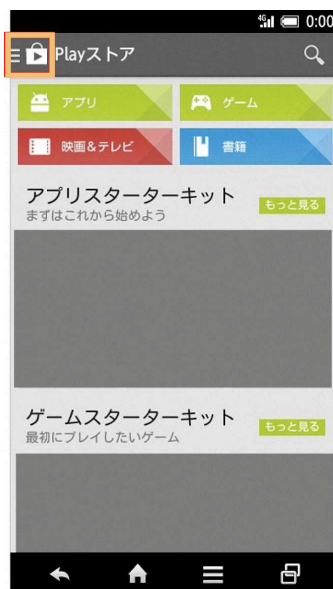 4G 0:00
Playストア
アプリ
ゲーム
映画&テレビ
書籍
アプリスターターキット
まずはこれから始めよう
もっと見る
ゲームスターターキット
最初にプレイしたいゲーム
もっと見る